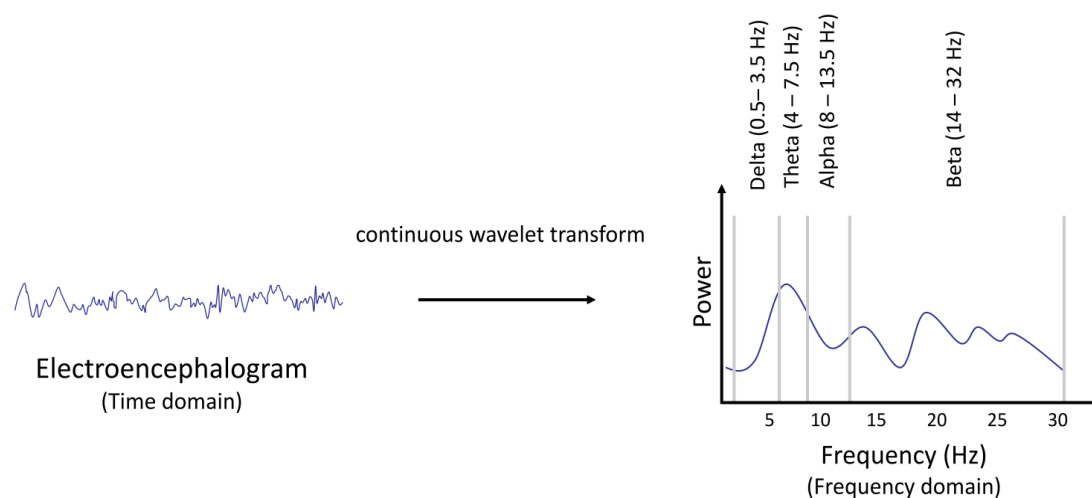 Delta (0.5– 3.5 Hz)
Theta (4 – 7.5 Hz)
Alpha (8 – 13.5 Hz)
Beta (14 – 32 Hz)
continuous wavelet transform
Electroencephalogram
(Time domain)
Power
5 10 15 20 25 30
Frequency (Hz)
(Frequency domain)